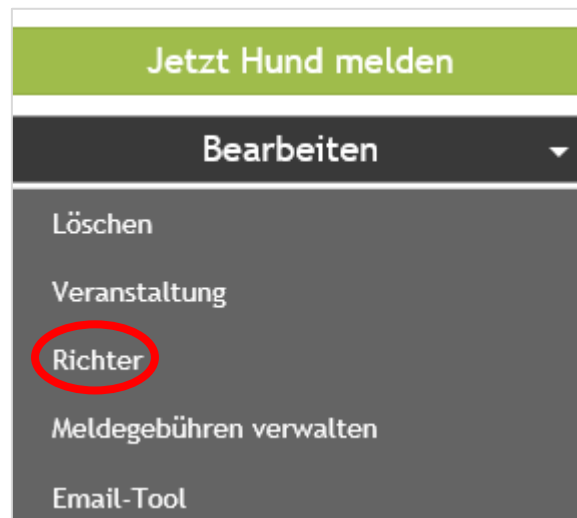 Jetzt Hund melden
Bearbeiten
Löschen
Veranstaltung
Richter
Meldegebühren verwalten
Email-Tool